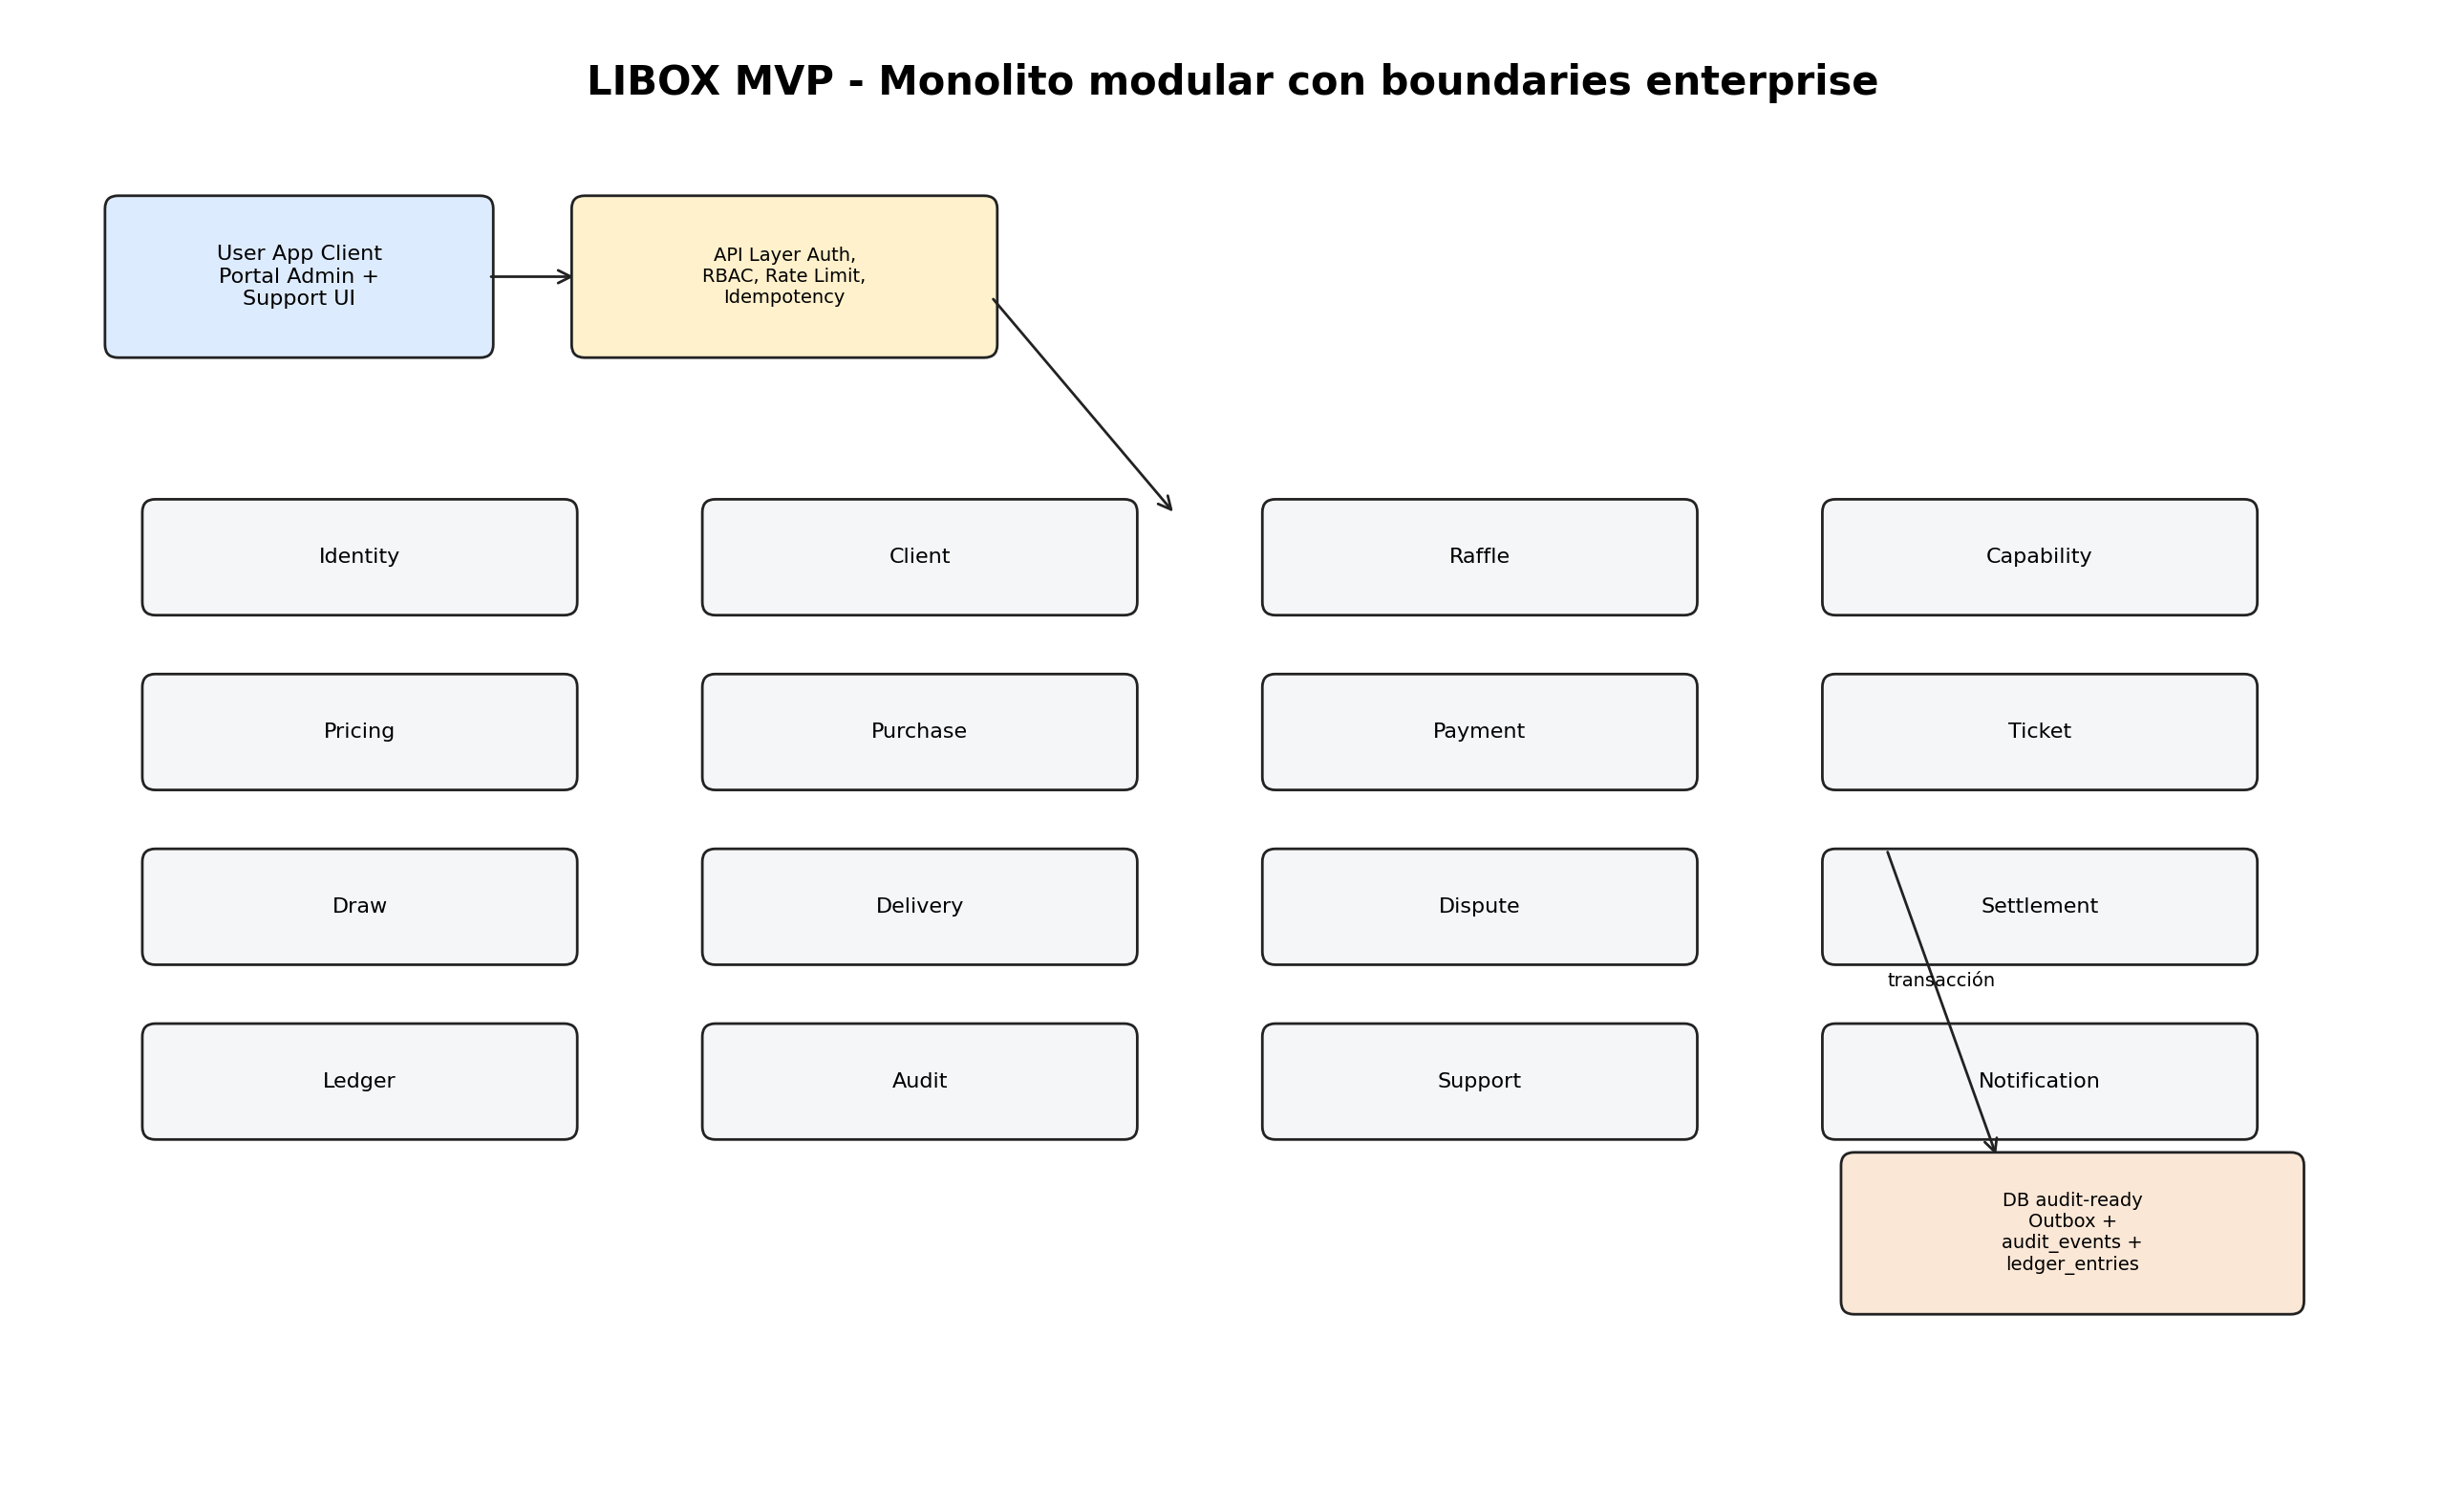 LIBOX MVP - Monolito modular con boundaries enterprise
User App Client
Portal Admin +
Support UI
API Layer Auth,
RBAC, Rate Limit,
Idempotency
Identity
Client
Raffle
Capability
Pricing
Purchase
Payment
Ticket
Draw
Delivery
Dispute
Settlement
transacción
Ledger
Audit
Support
Notification
DB audit-ready
Outbox +
audit_events +
ledger_entries